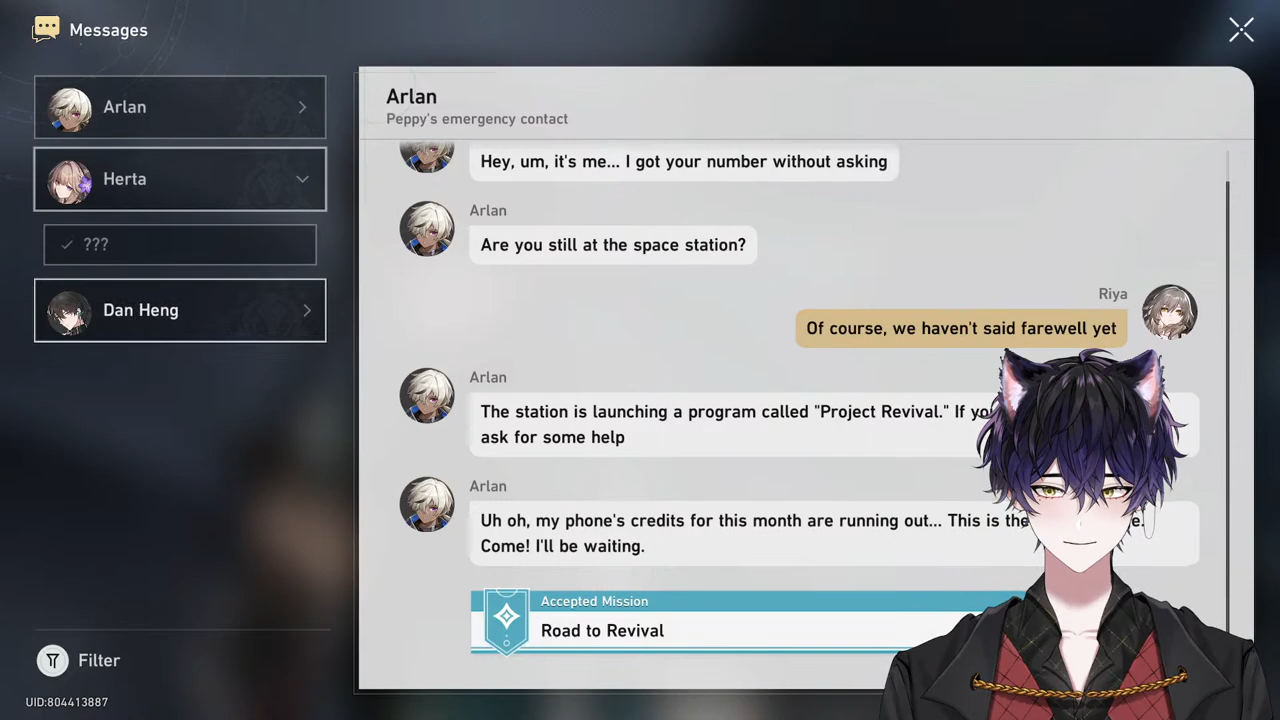 Messages
Arlan
Herta
???
Dan Heng
Filter
UID:804413887
Arlan
Peppy's emergency contact
Hey, um, it's me... I got your number without asking
Arlan
Are you still at the space station?
Riya
Of course, we haven't said farewell yet
Arlan
The station is launching a program called "Project Revival." If
ask for some help
Arlan
Uh oh, my phone's credits for this month are running out... This is the
Come! I'll be waiting.
Accepted Mission
Road to Revival